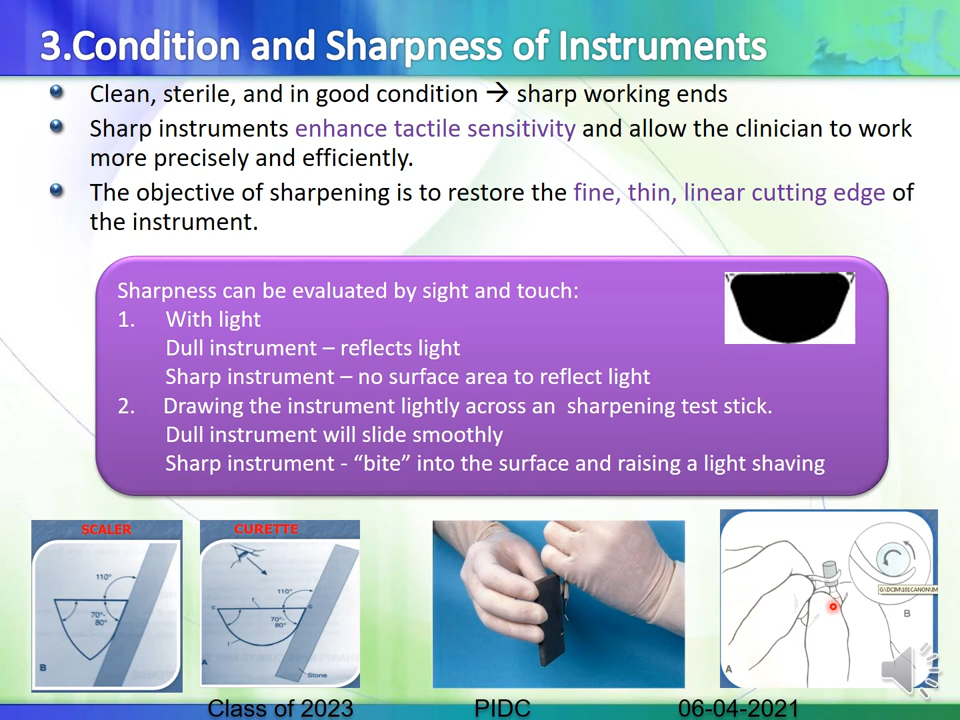 3.Condition and Sharpness of Instruments
Clean, sterile, and in good condition → sharp working ends
Sharp instruments enhance tactile sensitivity and allow the clinician to work
more precisely and efficiently.
The objective of sharpening is to restore the fine, thin, linear cutting edge of
the instrument.
Sharpness can be evaluated by sight and touch:
1. With light
Dull instrument – reflects light
Sharp instrument – no surface area to reflect light
2. Drawing the instrument lightly across an sharpening test stick.
Dull instrument will slide smoothly
Sharp instrument - “bite” into the surface and raising a light shaving
SCALER
110°
70°-
80°
B
CURETTE
110°
c
c
70°-
80°
A
Stone
G:\DCIM\101CANON\IM
B
A
Class of 2023 PIDC 06-04-2021